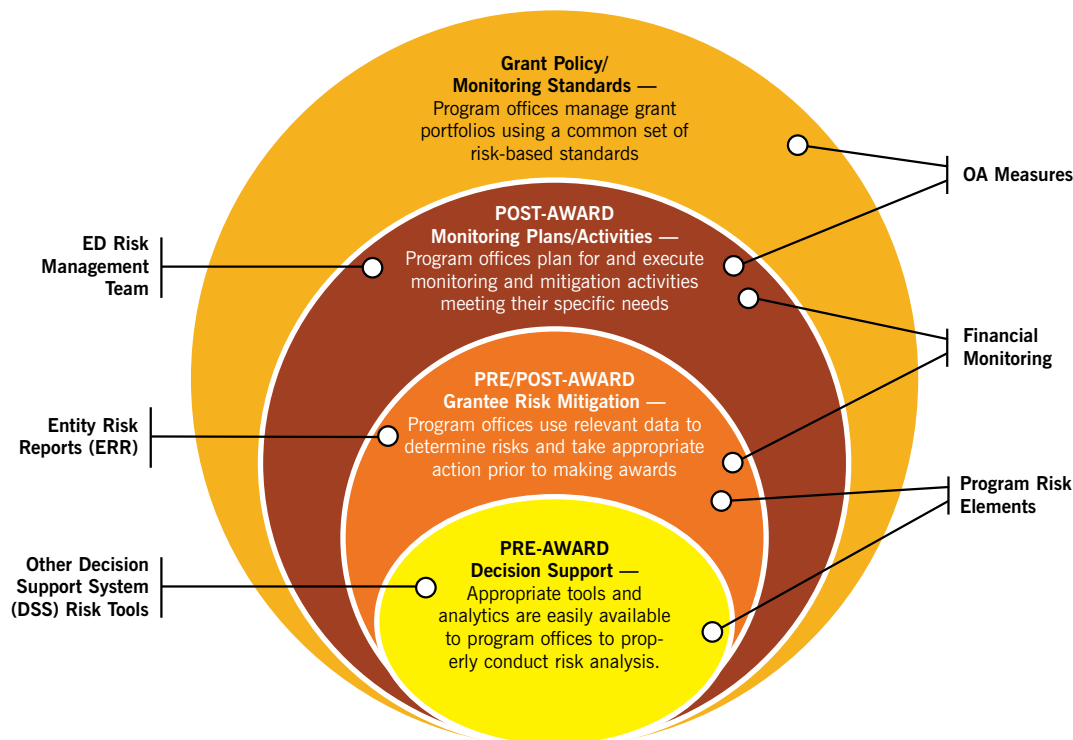 Grant Policy/
Monitoring Standards —
Program offices manage grant
portfolios using a common set of
risk-based standards
OA Measures
POST-AWARD
Monitoring Plans/Activities —
Program offices plan for and execute
monitoring and mitigation activities
meeting their specific needs
ED Risk
Management
Team
Financial
Monitoring
PRE/POST-AWARD
Grantee Risk Mitigation —
Program offices use relevant data to
determine risks and take appropriate
action prior to making awards
Entity Risk
Reports (ERR)
Program Risk
Elements
PRE-AWARD
Decision Support —
Appropriate tools and
analytics are easily available
to program offices to prop-
erly conduct risk analysis.
Other Decision
Support System
(DSS) Risk Tools